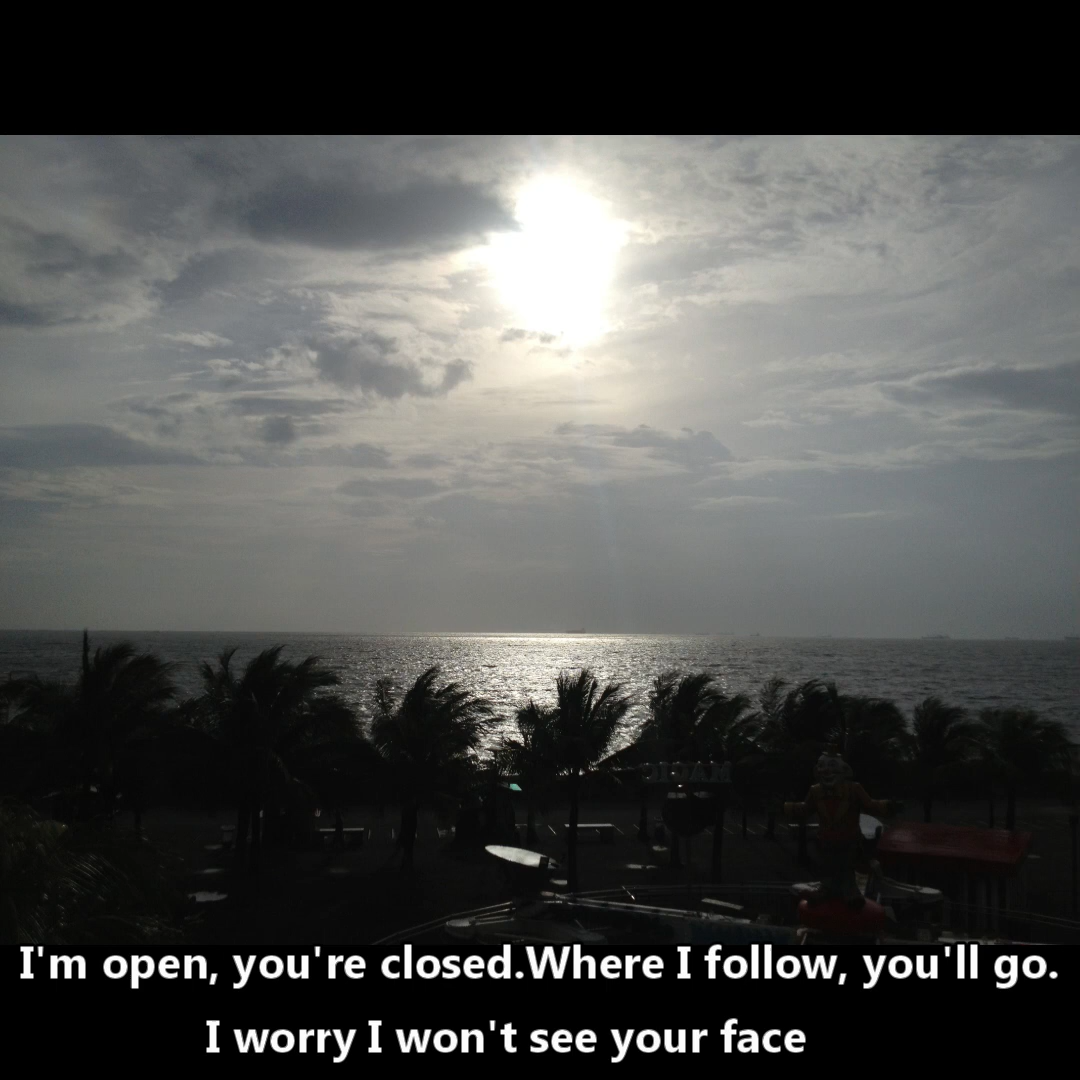 I'm open, you're closed.Where I follow, you'll go.
I worry I won't see your face